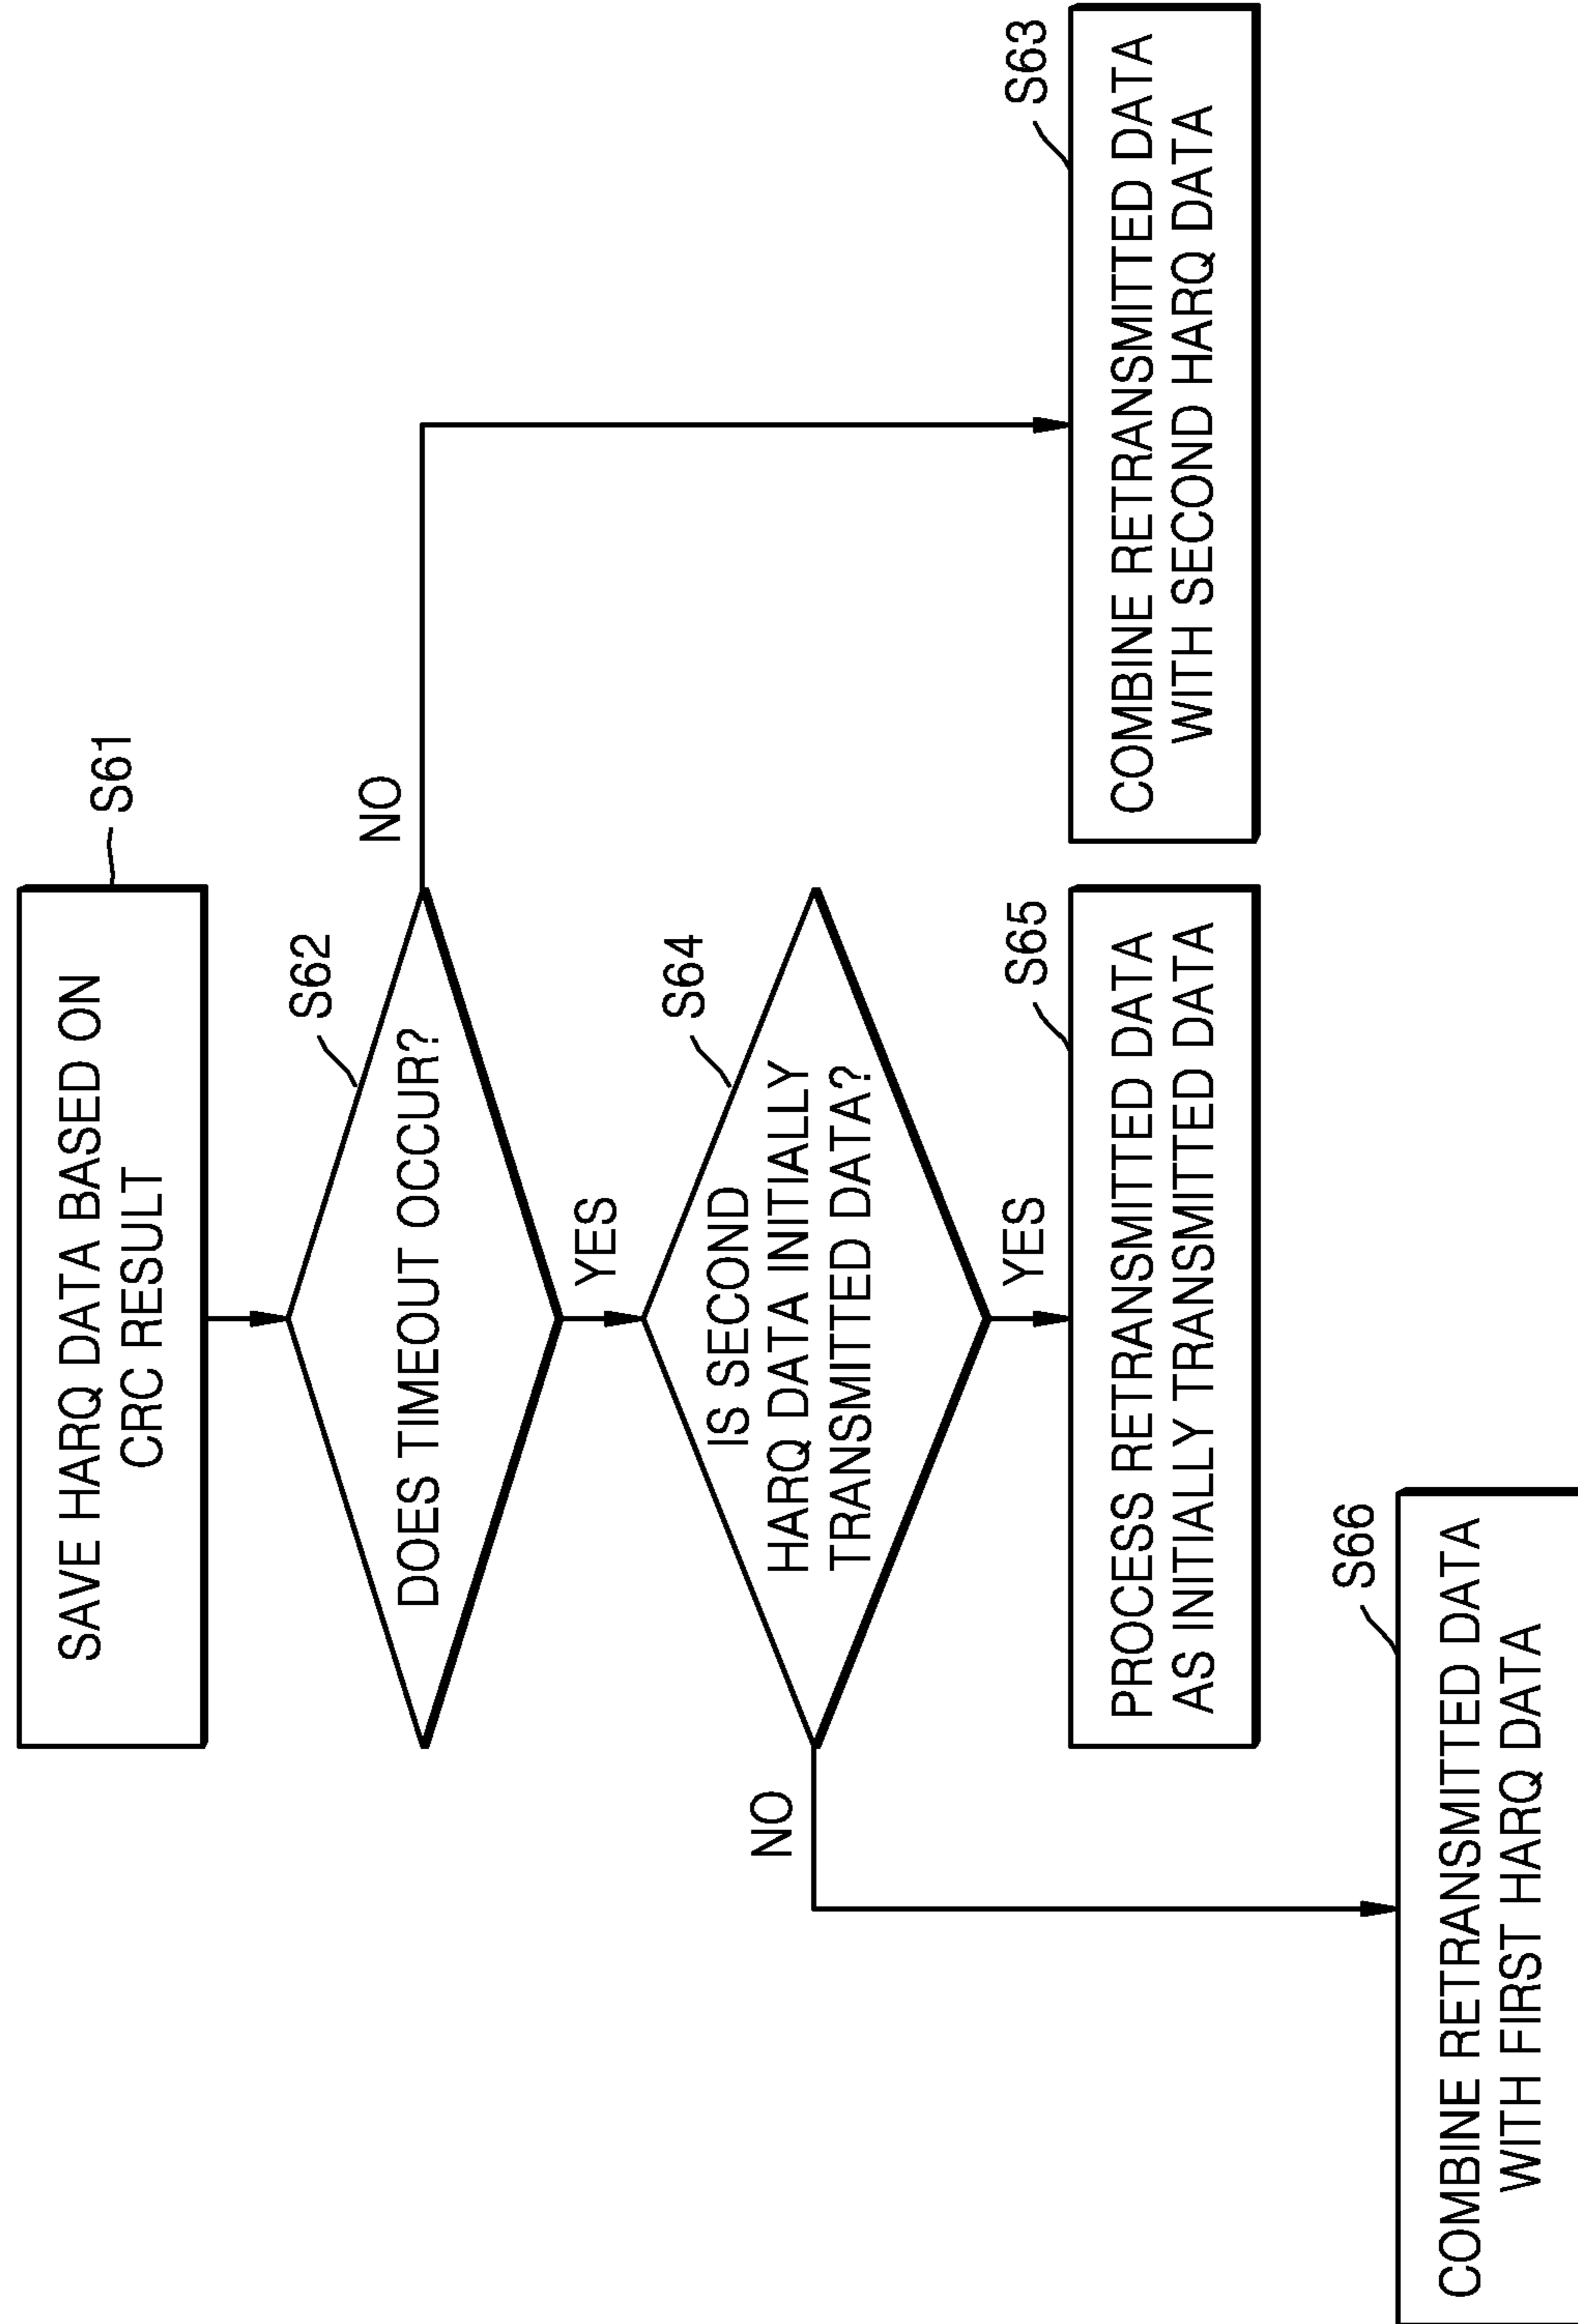 S61
SAVE HARQ DATA BASED ON
CRC RESULT
S62
DOES TIMEOUT OCCUR?
NO
YES
S64
IS SECOND
HARQ DATA INITIALLY
TRANSMITTED DATA?
NO
YES
S63
COMBINE RETRANSMITTED DATA
WITH SECOND HARQ DATA
S65
PROCESS RETRANSMITTED DATA
AS INITIALLY TRANSMITTED DATA
S66
COMBINE RETRANSMITTED DATA
WITH FIRST HARQ DATA